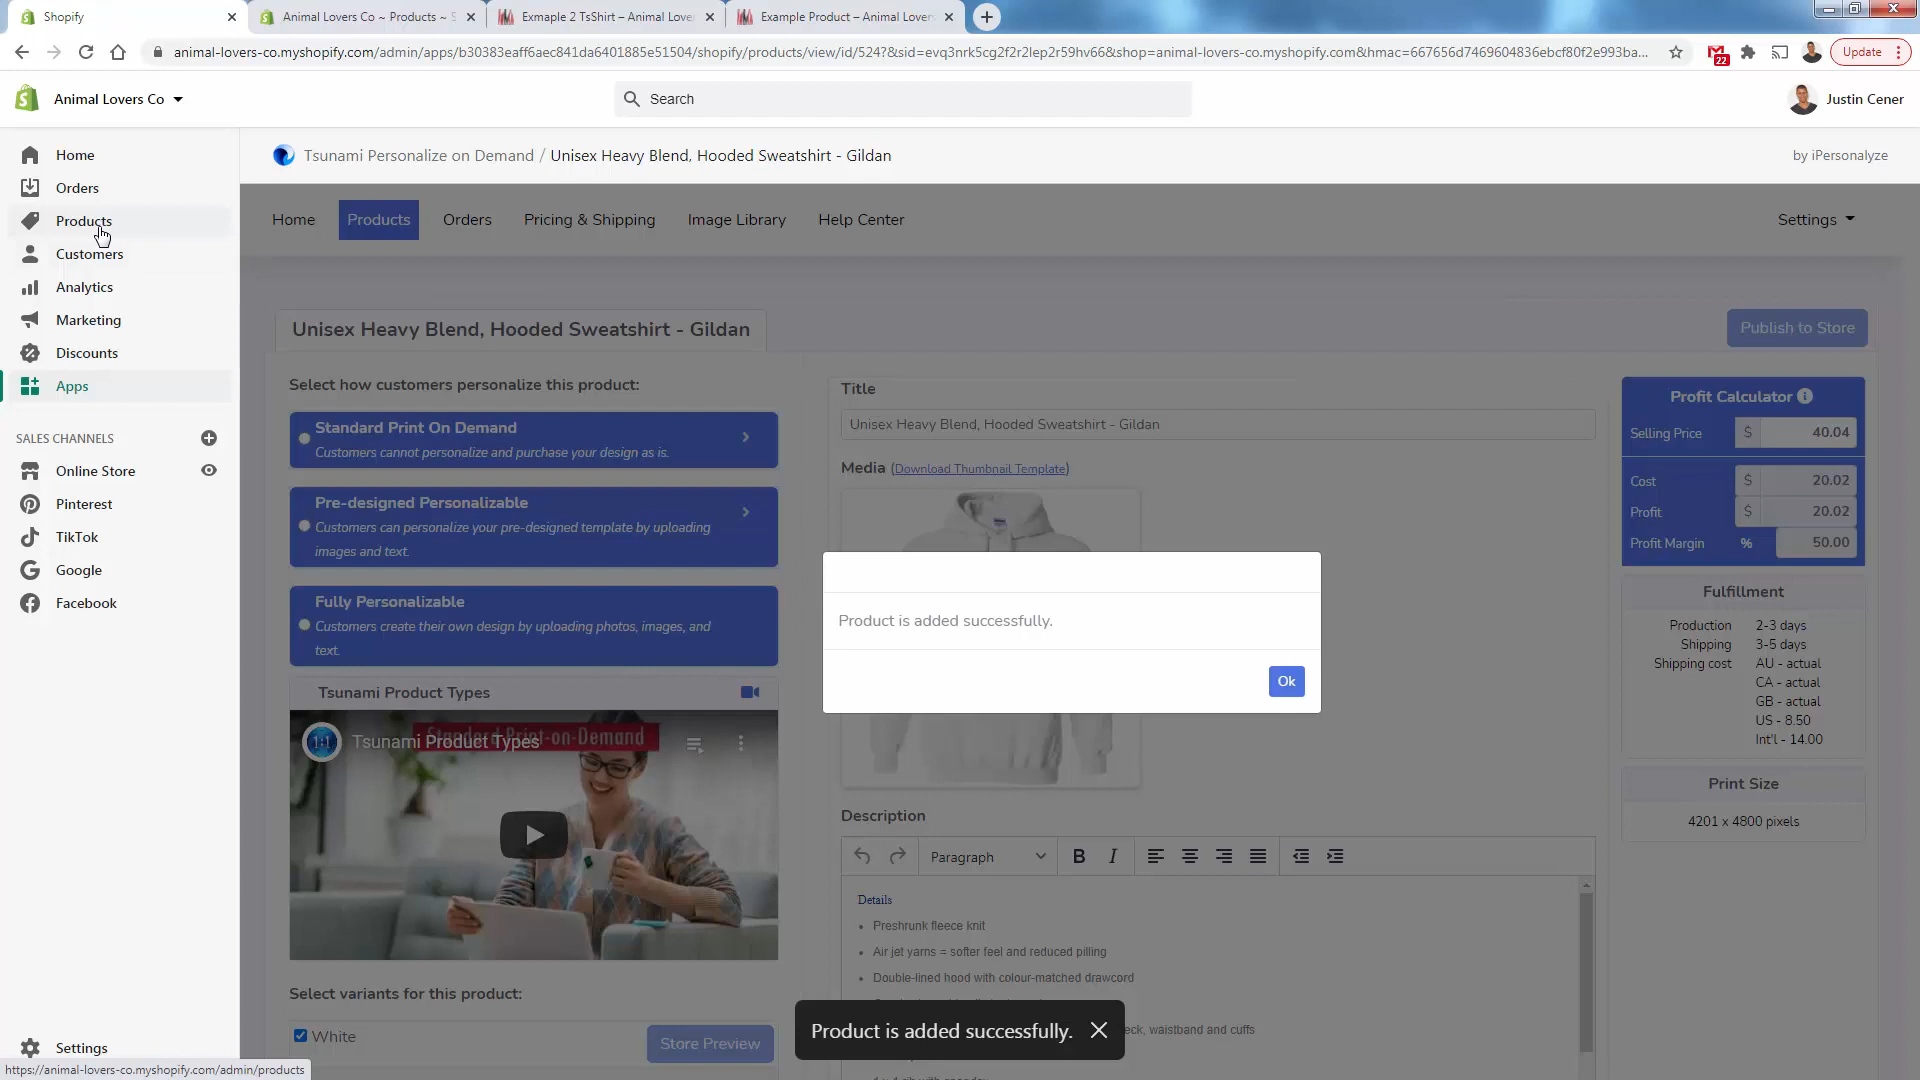 Shopify
Animal Lovers Co ~ Products ~ S
Exmaple 2 TsShirt – Animal Lover
Example Product – Animal Lovers
animal-lovers-co.myshopify.com/admin/apps/b30383eaff6aec841da6401885e51504/shopify/products/view/id/524?&sid=evq3nrk5cg2f2r2lep2r59hv66&shop=animal-lovers-co.myshopify.com&hmac=667656d7469604836ebcf80f2e993ba...
22
Update
Animal Lovers Co
Search
Justin Cener
Home
Orders
Products
Customers
Analytics
Marketing
Discounts
Apps
SALES CHANNELS
Online Store
Pinterest
TikTok
Google
Facebook
Settings
https://animal-lovers-co.myshopify.com/admin/products
Tsunami Personalize on Demand / Unisex Heavy Blend, Hooded Sweatshirt - Gildan
by iPersonalyze
Home
Products
Orders
Pricing & Shipping
Image Library
Help Center
Settings
Unisex Heavy Blend, Hooded Sweatshirt - Gildan
Publish to Store
Select how customers personalize this product:
Standard Print On Demand
Customers cannot personalize and purchase your design as is.
Pre-designed Personalizable
Customers can personalize your pre-designed template by uploading
images and text.
Fully Personalizable
Customers create their own design by uploading photos, images, and
text.
Tsunami Product Types
1:1
Tsunami Product Types
Print-on-Demand
Select variants for this product:
White
Store Preview
Title
Unisex Heavy Blend, Hooded Sweatshirt - Gildan
Media (Download Thumbnail Template)
Product is added successfully.
Ok
Description
Paragraph
B I
Details
Preshrunk fleece knit
Air jet yarns = softer feel and reduced pilling
Double-lined hood with colour-matched drawcord
waistband and cuffs
Product is added successfully.
Profit Calculator
Selling Price $ 40.04
Cost $ 20.02
Profit $ 20.02
Profit Margin % 50.00
Fulfillment
Production 2-3 days
Shipping 3-5 days
Shipping cost AU - actual
CA - actual
GB - actual
US - 8.50
Int'l - 14.00
Print Size
4201 x 4800 pixels